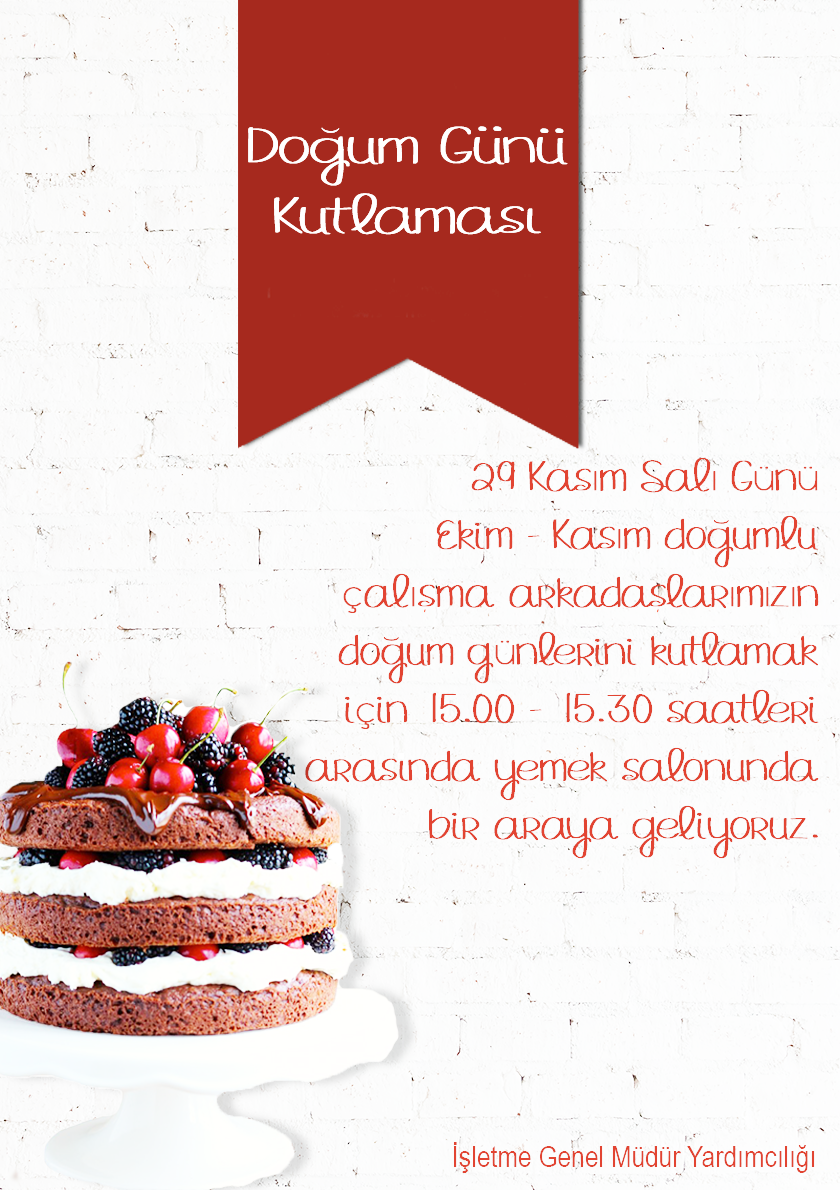 Doğum Günü
Kutlaması
29 Kasım Salı Günü
Ekim - Kasım doğumlu
çalışma arkadaşlarımızın
doğum günlerini kutlamak
için 15.00 - 15.30 saatleri
arasında yemek salonunda
bir araya geliyoruz.
İşletme Genel Müdür Yardımcılığı